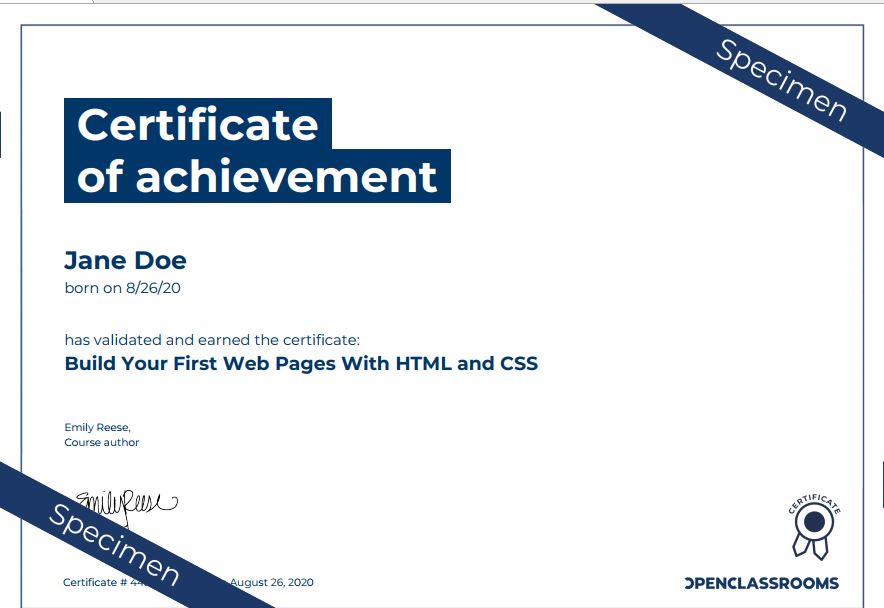 Specimen
Certificate
of achievement
Jane Doe
born on 8/26/20
has validated and earned the certificate:
Build Your First Web Pages With HTML and CSS
Emily Reese,
Course author
EmilyReese
CERTIFICATE
Specimen
Certificate # August 26, 2020
OPENCLASSROOMS